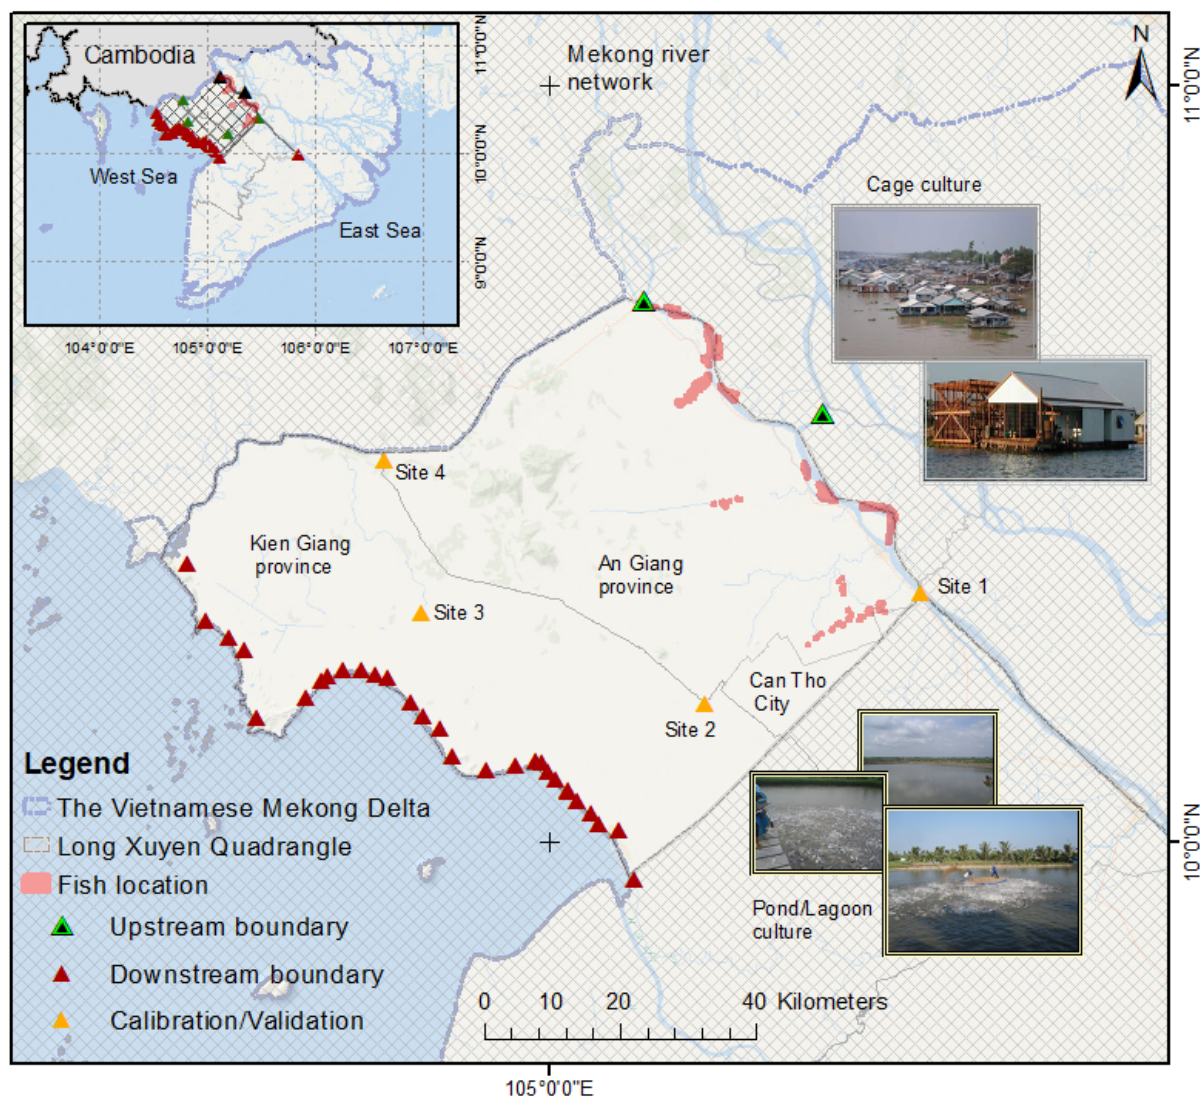 Cambodia
West Sea
East Sea
11°0'0"N
10°0'0"N
9°0'0"N
104°0'0"E
105°0'0"E
106°0'0"E
107°0'0"E
Mekong river
network
N
11°0'0"N
Cage culture
Site 4
Kien Giang
province
An Giang
province
Site 1
Site 3
Can Tho
City
Site 2
Legend
The Vietnamese Mekong Delta
Long Xuyen Quadrangle
Fish location
Upstream boundary
Downstream boundary
Calibration/Validation
10°0'0"N
Pond/Lagoon
culture
0 10 20 40 Kilometers
105°0'0"E